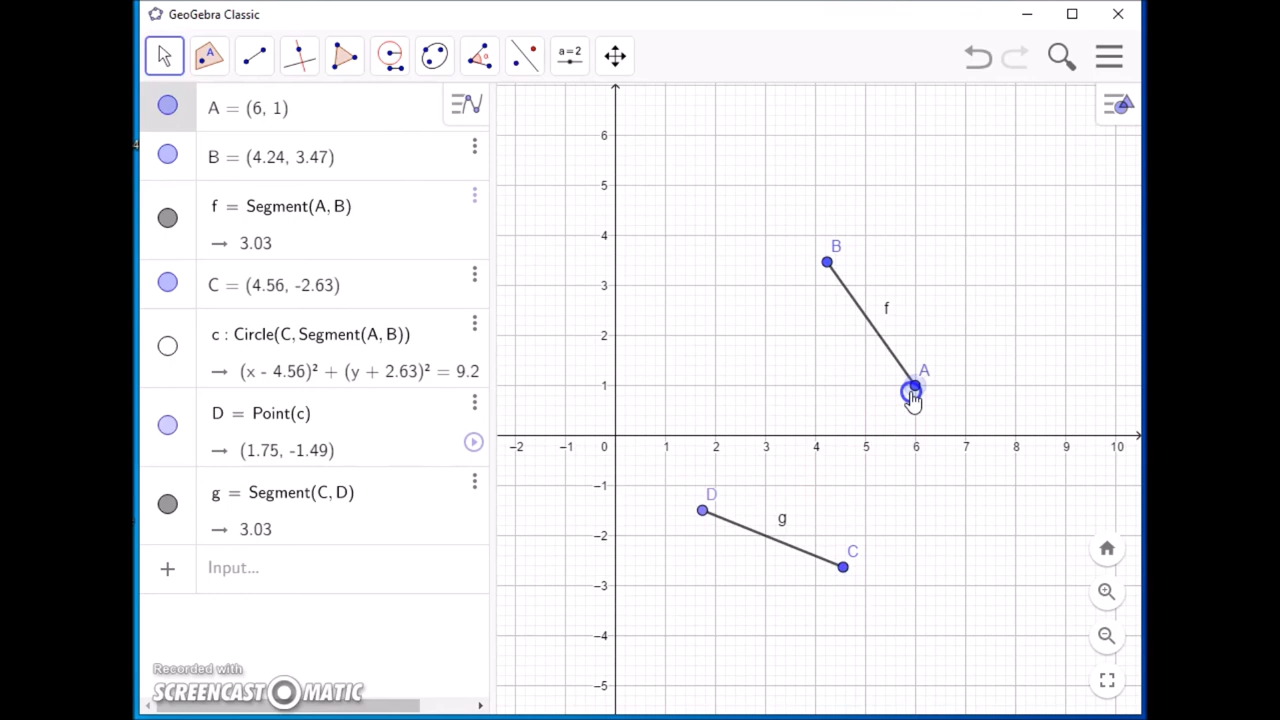 GeoGebra Classic
A
a=2
A = (6, 1)
B = (4.24, 3.47)
f = Segment(A, B)
→ 3.03
C = (4.56, -2.63)
c : Circle(C, Segment(A, B))
→ (x - 4.56)² + (y + 2.63)² = 9.2
D = Point(c)
→ (1.75, -1.49)
g = Segment(C, D)
→ 3.03
+ Input...
6
5
4
3
2
1
−2 −1 0 1 2 3 4 5 6 7 8 9 10
−1
−2
−3
−4
−5
B
f
A
D
g
C
Recorded with
SCREENCAST MATIC